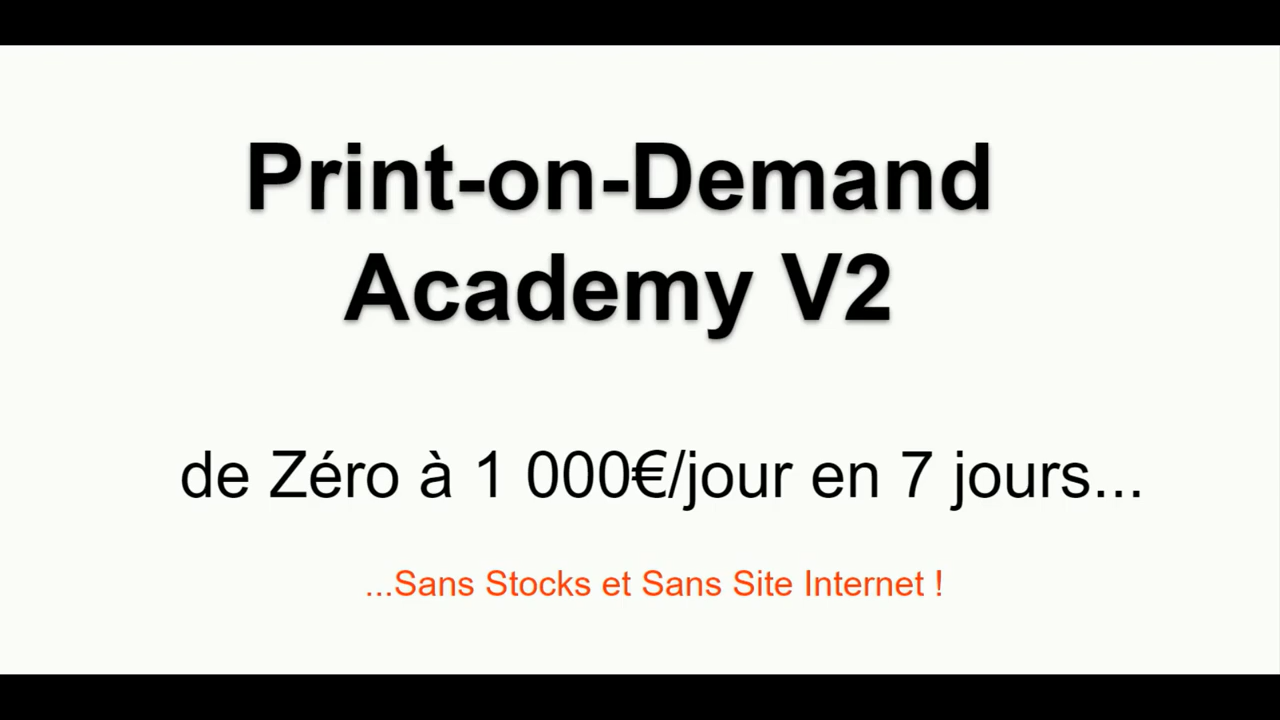 Print-on-Demand
Academy V2
de Zéro à 1 000€/jour en 7 jours...
...Sans Stocks et Sans Site Internet !